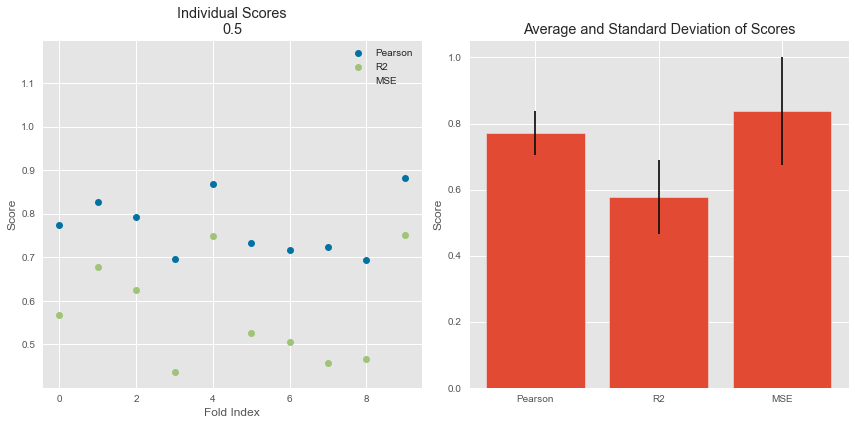 Individual Scores
0.5
Pearson
R2
MSE
1.1
1.0
0.9
0.8
0.7
0.6
0.5
Score
0
2
4
6
8
Fold Index
Average and Standard Deviation of Scores
1.0
0.8
0.6
0.4
0.2
0.0
Score
Pearson
R2
MSE